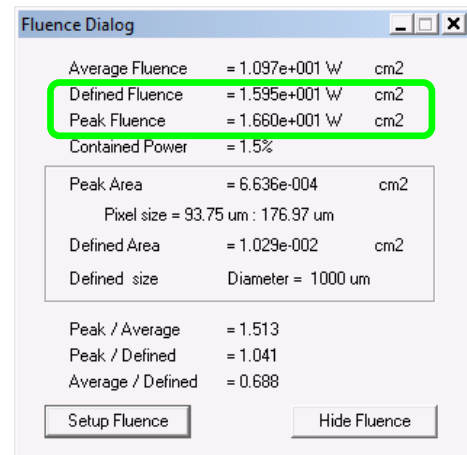 Fluence Dialog
Average Fluence = 1.097e+001 W cm2
Defined Fluence = 1.595e+001 W cm2
Peak Fluence = 1.660e+001 W cm2
Contained Power = 1.5%
Peak Area = 6.636e-004 cm2
Pixel size = 93.75 um : 176.97 um
Defined Area = 1.029e-002 cm2
Defined size Diameter = 1000 um
Peak / Average = 1.513
Peak / Defined = 1.041
Average / Defined = 0.688
Setup Fluence Hide Fluence